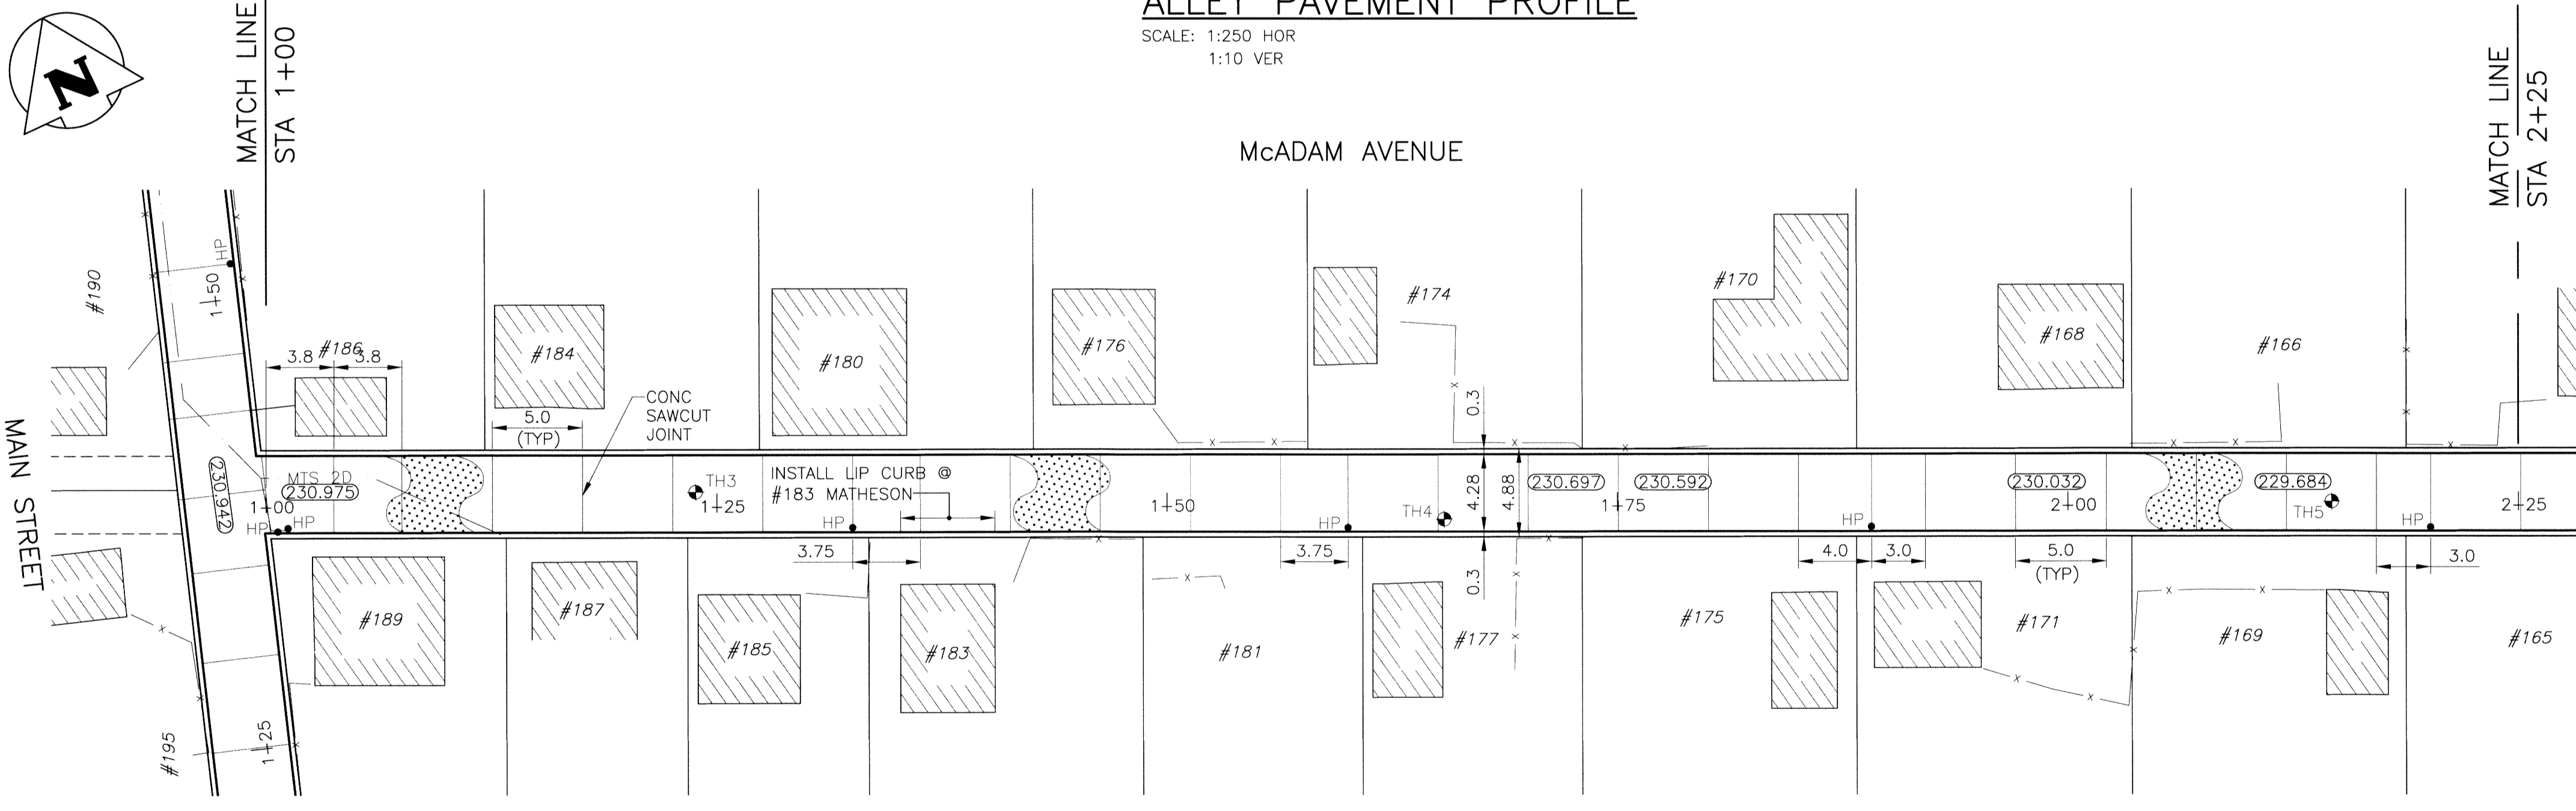 ALLEY PAVEMENT PROFILE
SCALE: 1:250 HOR
1:10 VER
N
MATCH LINE
STA 1+00
McADAM AVENUE
MATCH LINE
STA 2+25
MAIN STREET
#190
1+50
HP
#186
3.8
3.8
#184
5.0
(TYP)
CONC
SAWCUT
JOINT
#180
#176
#174
#170
#168
#166
0.3
230.942
MTS 2D
230.975
1+00
HP
HP
TH3
1+25
INSTALL LIP CURB @
#183 MATHESON
HP
1+50
HP
TH4
4.28
4.88
230.697
1+75
230.592
HP
230.032
2+00
229.684
TH5
HP
2+25
3.75
3.75
0.3
4.0
3.0
5.0
(TYP)
3.0
#189
#187
#185
#183
#181
#177
#175
#171
#169
#165
#195
1+25